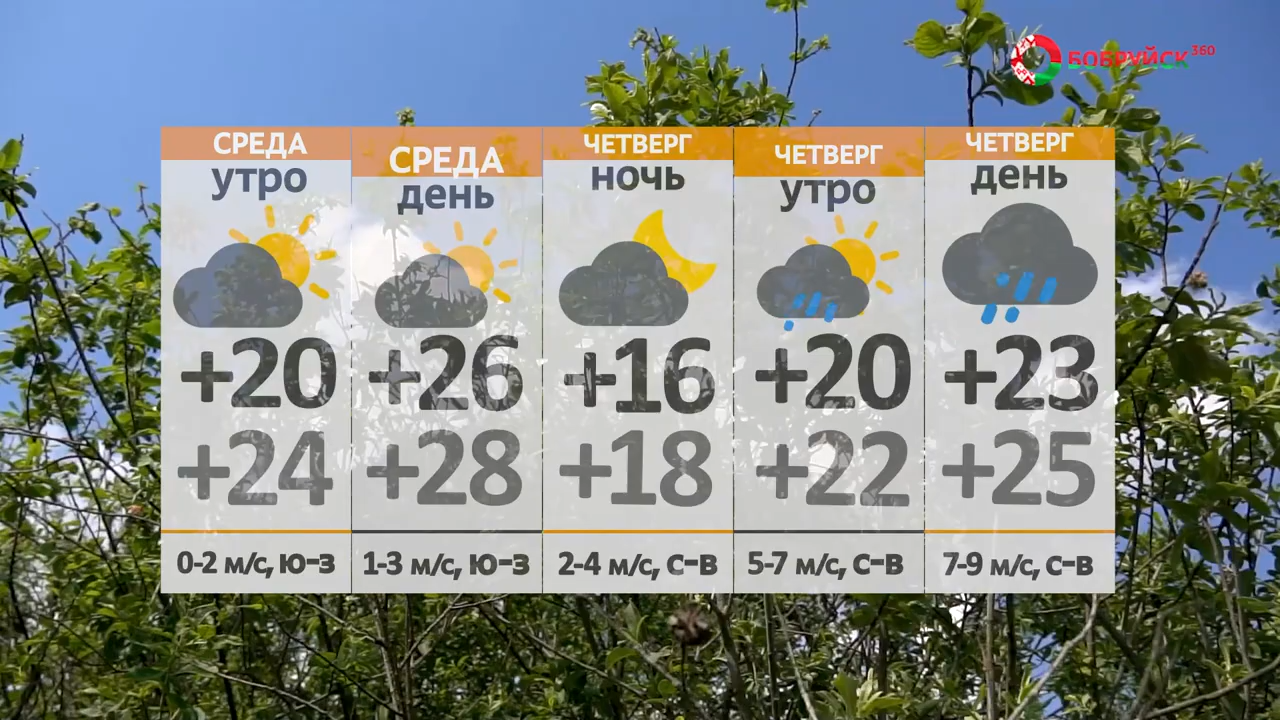 БОБРУЙСК 360
СРЕДА
утро
+20
+24
0-2 м/с, ю-з
СРЕДА
день
+26
+28
1-3 м/с, ю-з
ЧЕТВЕРГ
ночь
+16
+18
2-4 м/с, с-в
ЧЕТВЕРГ
утро
+20
+22
5-7 м/с, с-в
ЧЕТВЕРГ
день
+23
+25
7-9 м/с, с-в